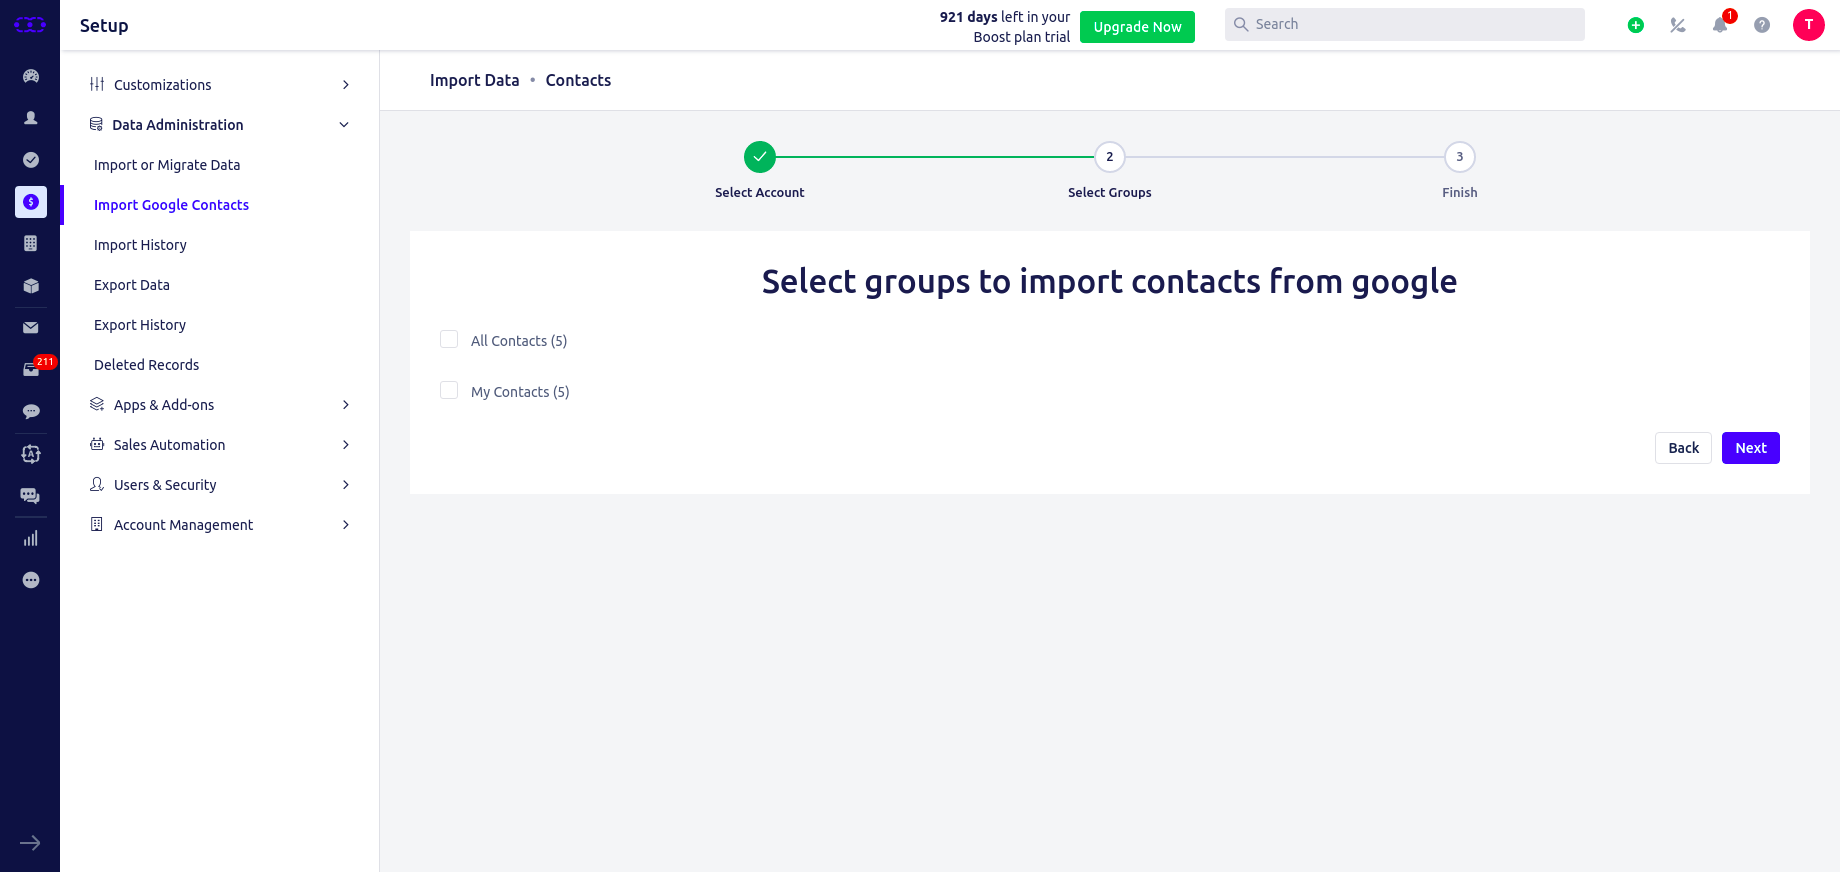 Setup
921 days left in your
Boost plan trial
Upgrade Now
Search
1
?
T
$
211
A
Customizations
Data Administration
Import or Migrate Data
Import Google Contacts
Import History
Export Data
Export History
Deleted Records
Apps & Add-ons
Sales Automation
Users & Security
Account Management
Import Data • Contacts
2
3
Select Account
Select Groups
Finish
Select groups to import contacts from google
All Contacts (5)
My Contacts (5)
Back
Next